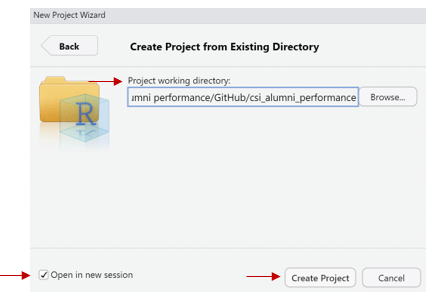 New Project Wizard
Back
Create Project from Existing Directory
Project working directory:
mni performance/GitHub/csi_alumni_performance
Browse...
R
Open in new session
Create Project
Cancel